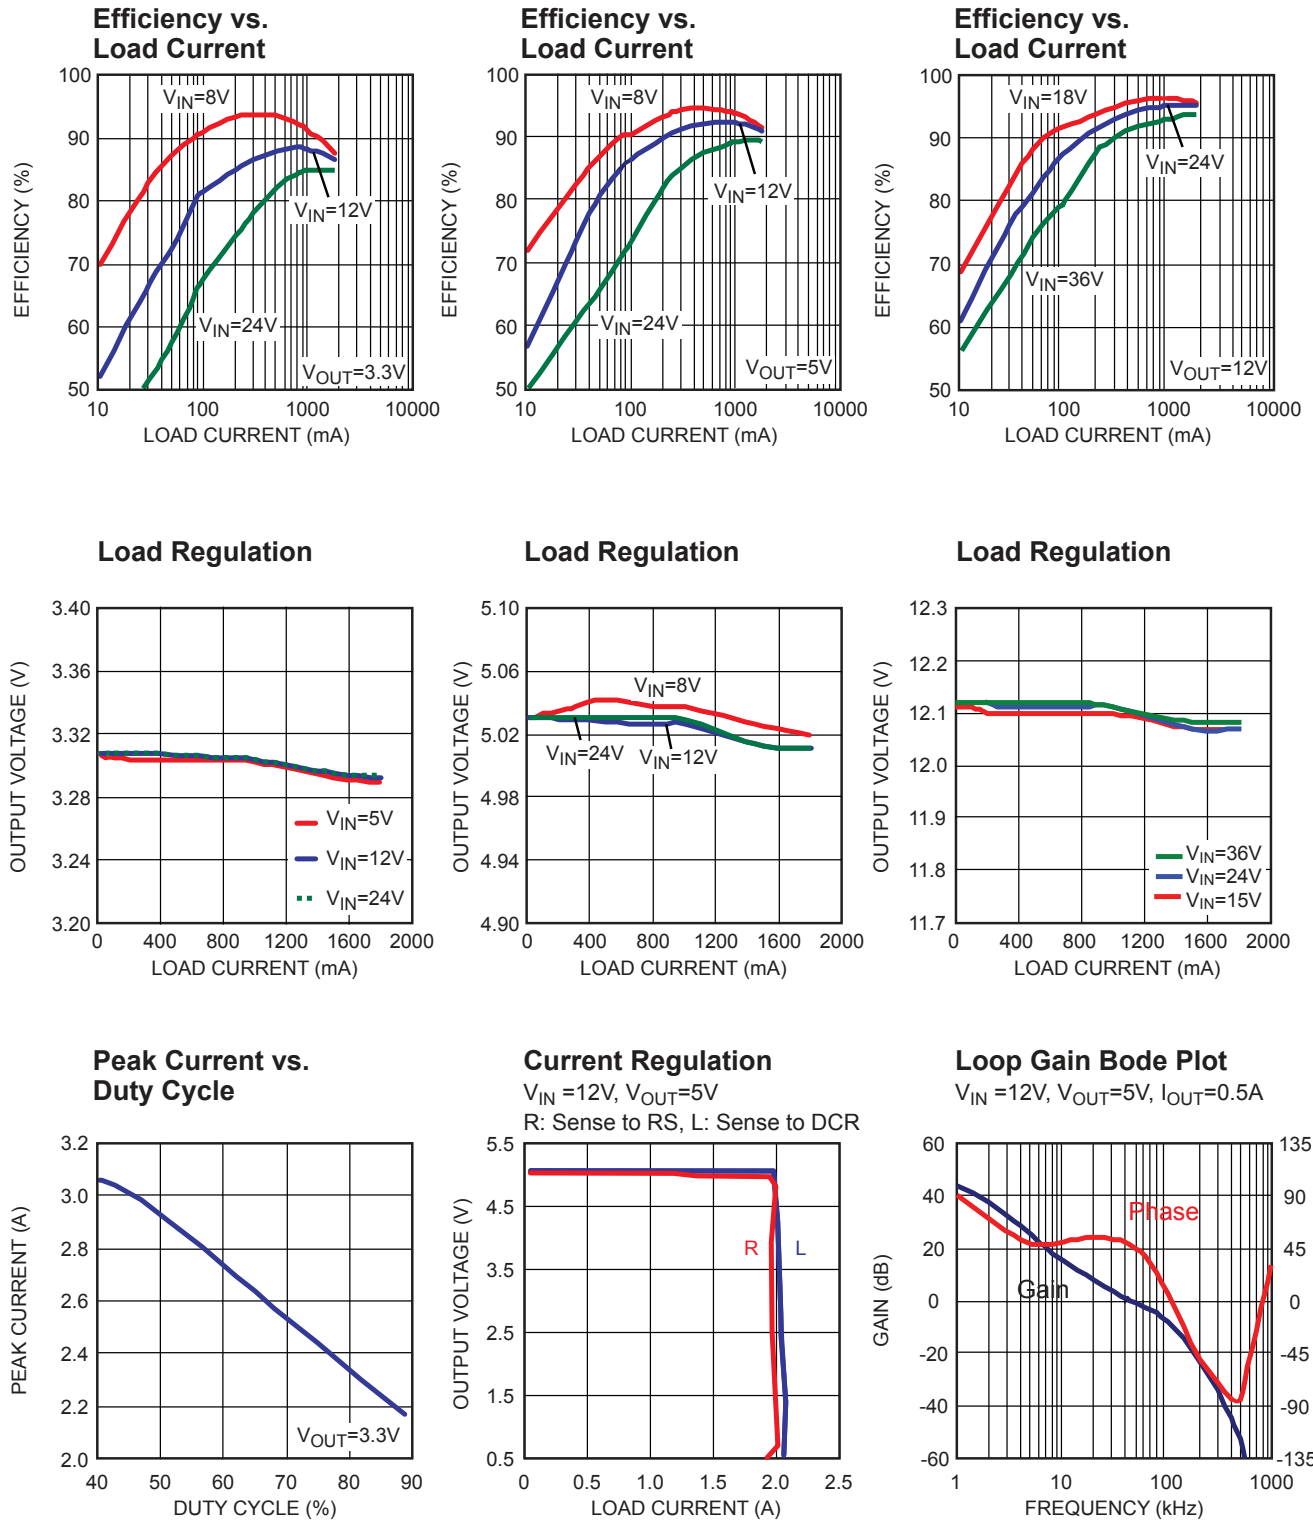 Efficiency vs.
Load Current
100
90
80
70
60
50
EFFICIENCY (%)
VIN=8V
VIN=12V
VIN=24V
VOUT=3.3V
10 100 1000 10000
LOAD CURRENT (mA)
Efficiency vs.
Load Current
100
90
80
70
60
50
EFFICIENCY (%)
VIN=8V
VIN=12V
VIN=24V
VOUT=5V
10 100 1000 10000
LOAD CURRENT (mA)
Efficiency vs.
Load Current
100
90
80
70
60
50
EFFICIENCY (%)
VIN=18V
VIN=24V
VIN=36V
VOUT=12V
10 100 1000 10000
LOAD CURRENT (mA)
Load Regulation
3.40
3.36
3.32
3.28
3.24
3.20
OUTPUT VOLTAGE (V)
VIN=5V
VIN=12V
VIN=24V
0 400 800 1200 1600 2000
LOAD CURRENT (mA)
Load Regulation
5.10
5.06
5.02
4.98
4.94
4.90
OUTPUT VOLTAGE (V)
VIN=8V
VIN=24V VIN=12V
0 400 800 1200 1600 2000
LOAD CURRENT (mA)
Load Regulation
12.3
12.2
12.1
12.0
11.9
11.8
11.7
OUTPUT VOLTAGE (V)
VIN=36V
VIN=24V
VIN=15V
0 400 800 1200 1600 2000
LOAD CURRENT (mA)
Peak Current vs.
Duty Cycle
3.2
3.0
2.8
2.6
2.4
2.2
2.0
PEAK CURRENT (A)
VOUT=3.3V
40 50 60 70 80 90
DUTY CYCLE (%)
Current Regulation
VIN =12V, VOUT=5V
R: Sense to RS, L: Sense to DCR
5.5
4.5
3.5
2.5
1.5
0.5
OUTPUT VOLTAGE (V)
R L
0 0.5 1.0 1.5 2.0 2.5
LOAD CURRENT (A)
Loop Gain Bode Plot
VIN =12V, VOUT=5V, IOUT=0.5A
60
40
20
0
-20
-40
-60
GAIN (dB)
Phase
Gain
135
90
45
0
-45
-90
-135
1 10 100 1000
FREQUENCY (kHz)